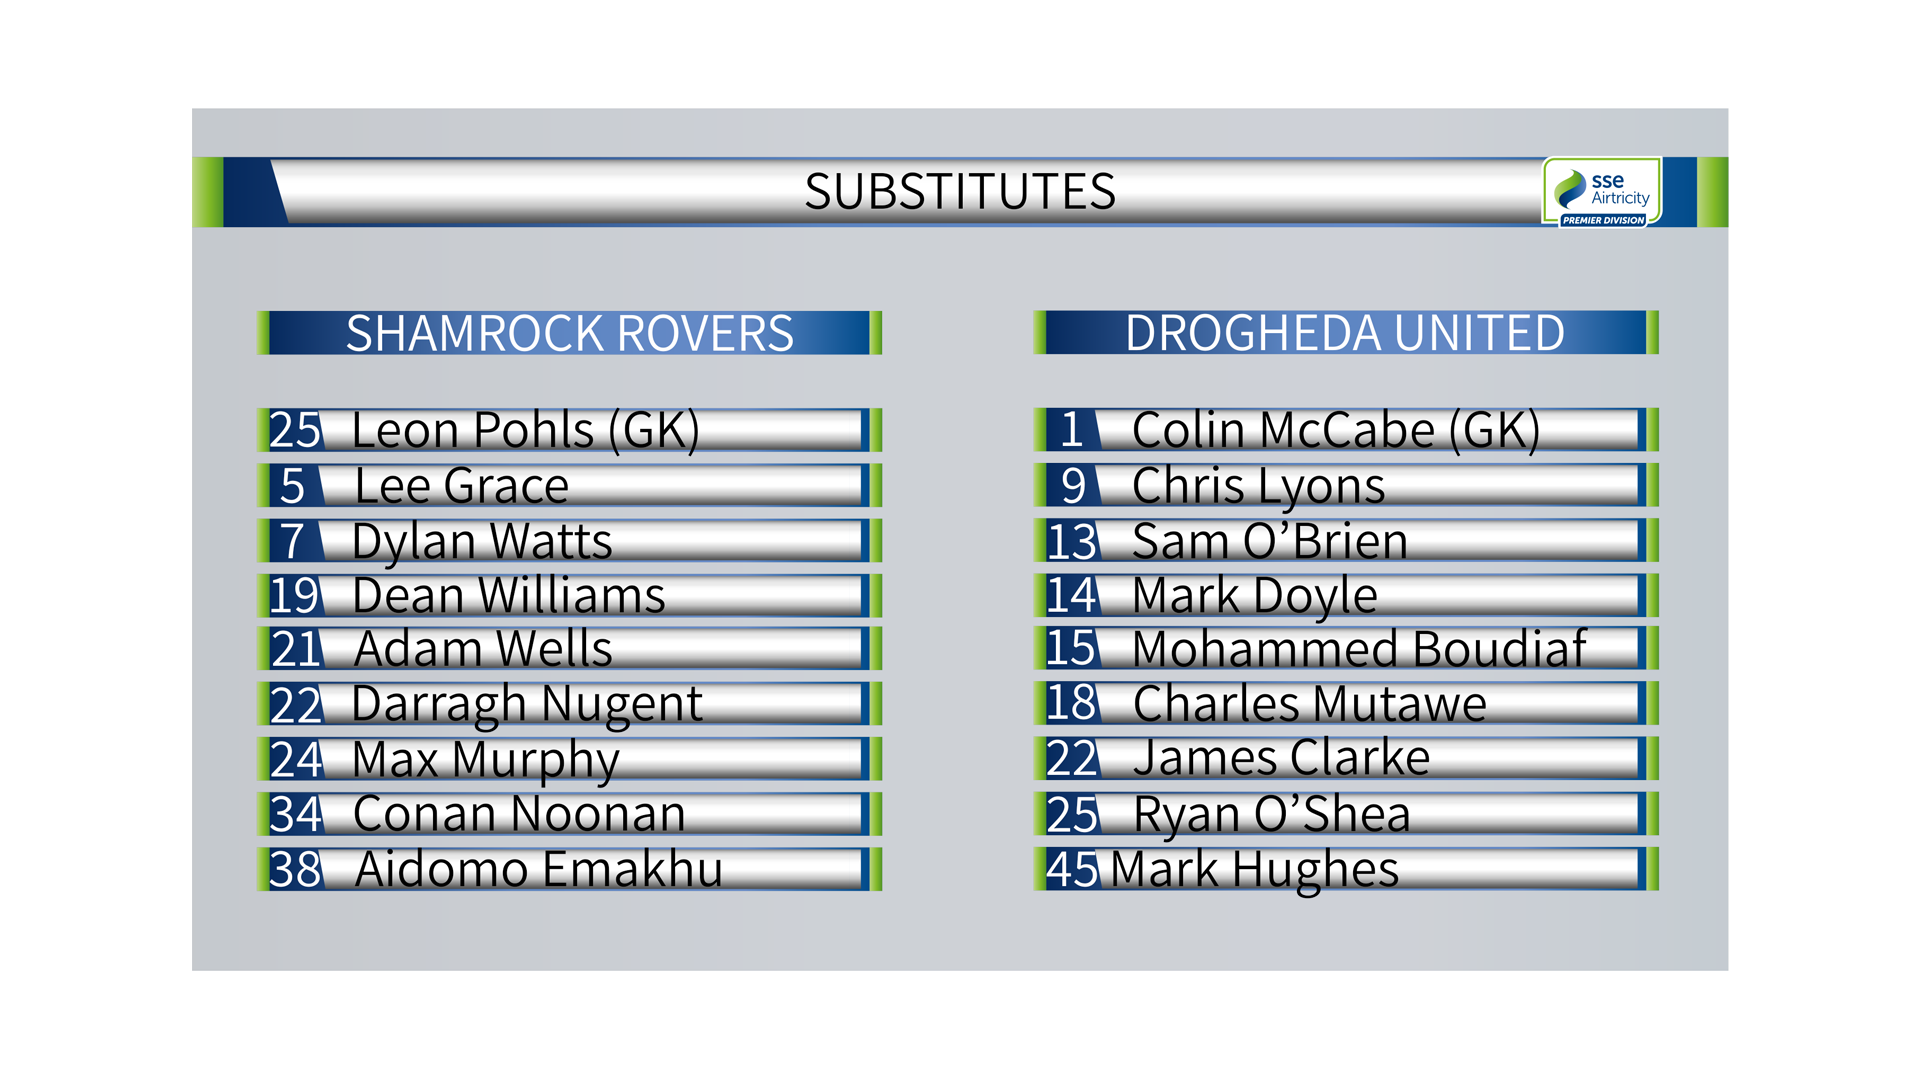 SUBSTITUTES
sse
Airtricity
PREMIER DIVISION
SHAMROCK ROVERS
25 Leon Pohls (GK)
5 Lee Grace
7 Dylan Watts
19 Dean Williams
21 Adam Wells
22 Darragh Nugent
24 Max Murphy
34 Conan Noonan
38 Aidomo Emakhu
DROGHEDA UNITED
1 Colin McCabe (GK)
9 Chris Lyons
13 Sam O’Brien
14 Mark Doyle
15 Mohammed Boudiaf
18 Charles Mutawe
22 James Clarke
25 Ryan O’Shea
45 Mark Hughes